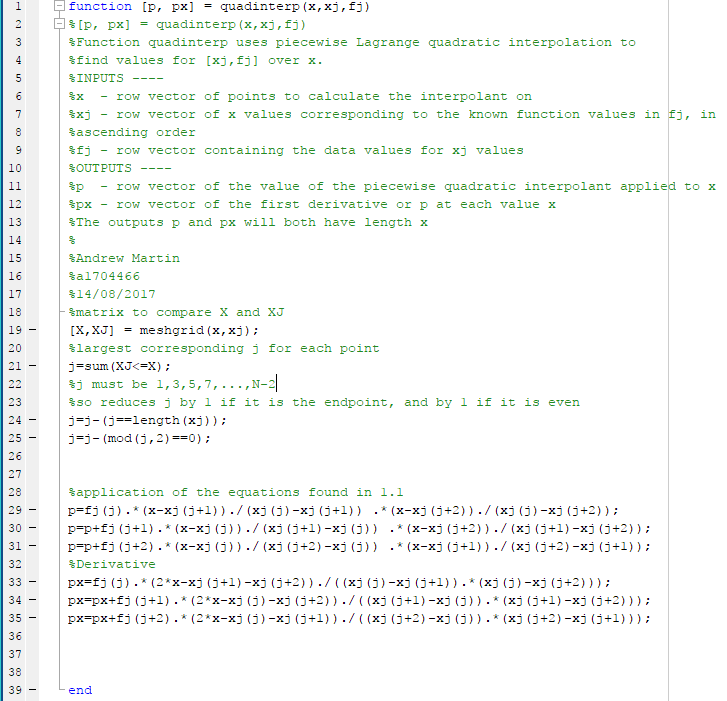 1 function [p, px] = quadinterp(x,xj,fj)
2 %[p, px] = quadinterp(x,xj,fj)
3 %Function quadinterp uses piecewise Lagrange quadratic interpolation to
4 %find values for [xj,fj] over x.
5 %INPUTS ----
6 %x  - row vector of points to calculate the interpolant on
7 %xj - row vector of x values corresponding to the known function values in fj, in
8 %ascending order
9 %fj - row vector containing the data values for xj values
10 %OUTPUTS ----
11 %p  - row vector of the value of the piecewise quadratic interpolant applied to x
12 %px - row vector of the first derivative or p at each value x
13 %The outputs p and px will both have length x
14 %
15 %Andrew Martin
16 %a1704466
17 %14/08/2017
18 %matrix to compare X and XJ
19 [X,XJ] = meshgrid(x,xj);
20 %largest corresponding j for each point
21 j=sum(XJ<=X);
22 %j must be 1,3,5,7,...,N-2
23 %so reduces j by 1 if it is the endpoint, and by 1 if it is even
24 j=j-(j==length(xj));
25 j=j-(mod(j,2)==0);
26
27
28 %application of the equations found in 1.1
29 p=fj(j).*(x-xj(j+1))./(xj(j)-xj(j+1)) .*(x-xj(j+2))./(xj(j)-xj(j+2));
30 p=p+fj(j+1).*(x-xj(j))./(xj(j+1)-xj(j)) .*(x-xj(j+2))./(xj(j+1)-xj(j+2));
31 p=p+fj(j+2).*(x-xj(j))./(xj(j+2)-xj(j)) .*(x-xj(j+1))./(xj(j+2)-xj(j+1));
32 %Derivative
33 px=fj(j).*(2*x-xj(j+1)-xj(j+2))./((xj(j)-xj(j+1)).*(xj(j)-xj(j+2)));
34 px=px+fj(j+1).*(2*x-xj(j)-xj(j+2))./((xj(j+1)-xj(j)).*(xj(j+1)-xj(j+2)));
35 px=px+fj(j+2).*(2*x-xj(j)-xj(j+1))./((xj(j+2)-xj(j)).*(xj(j+2)-xj(j+1)));
36
37
38
39 end